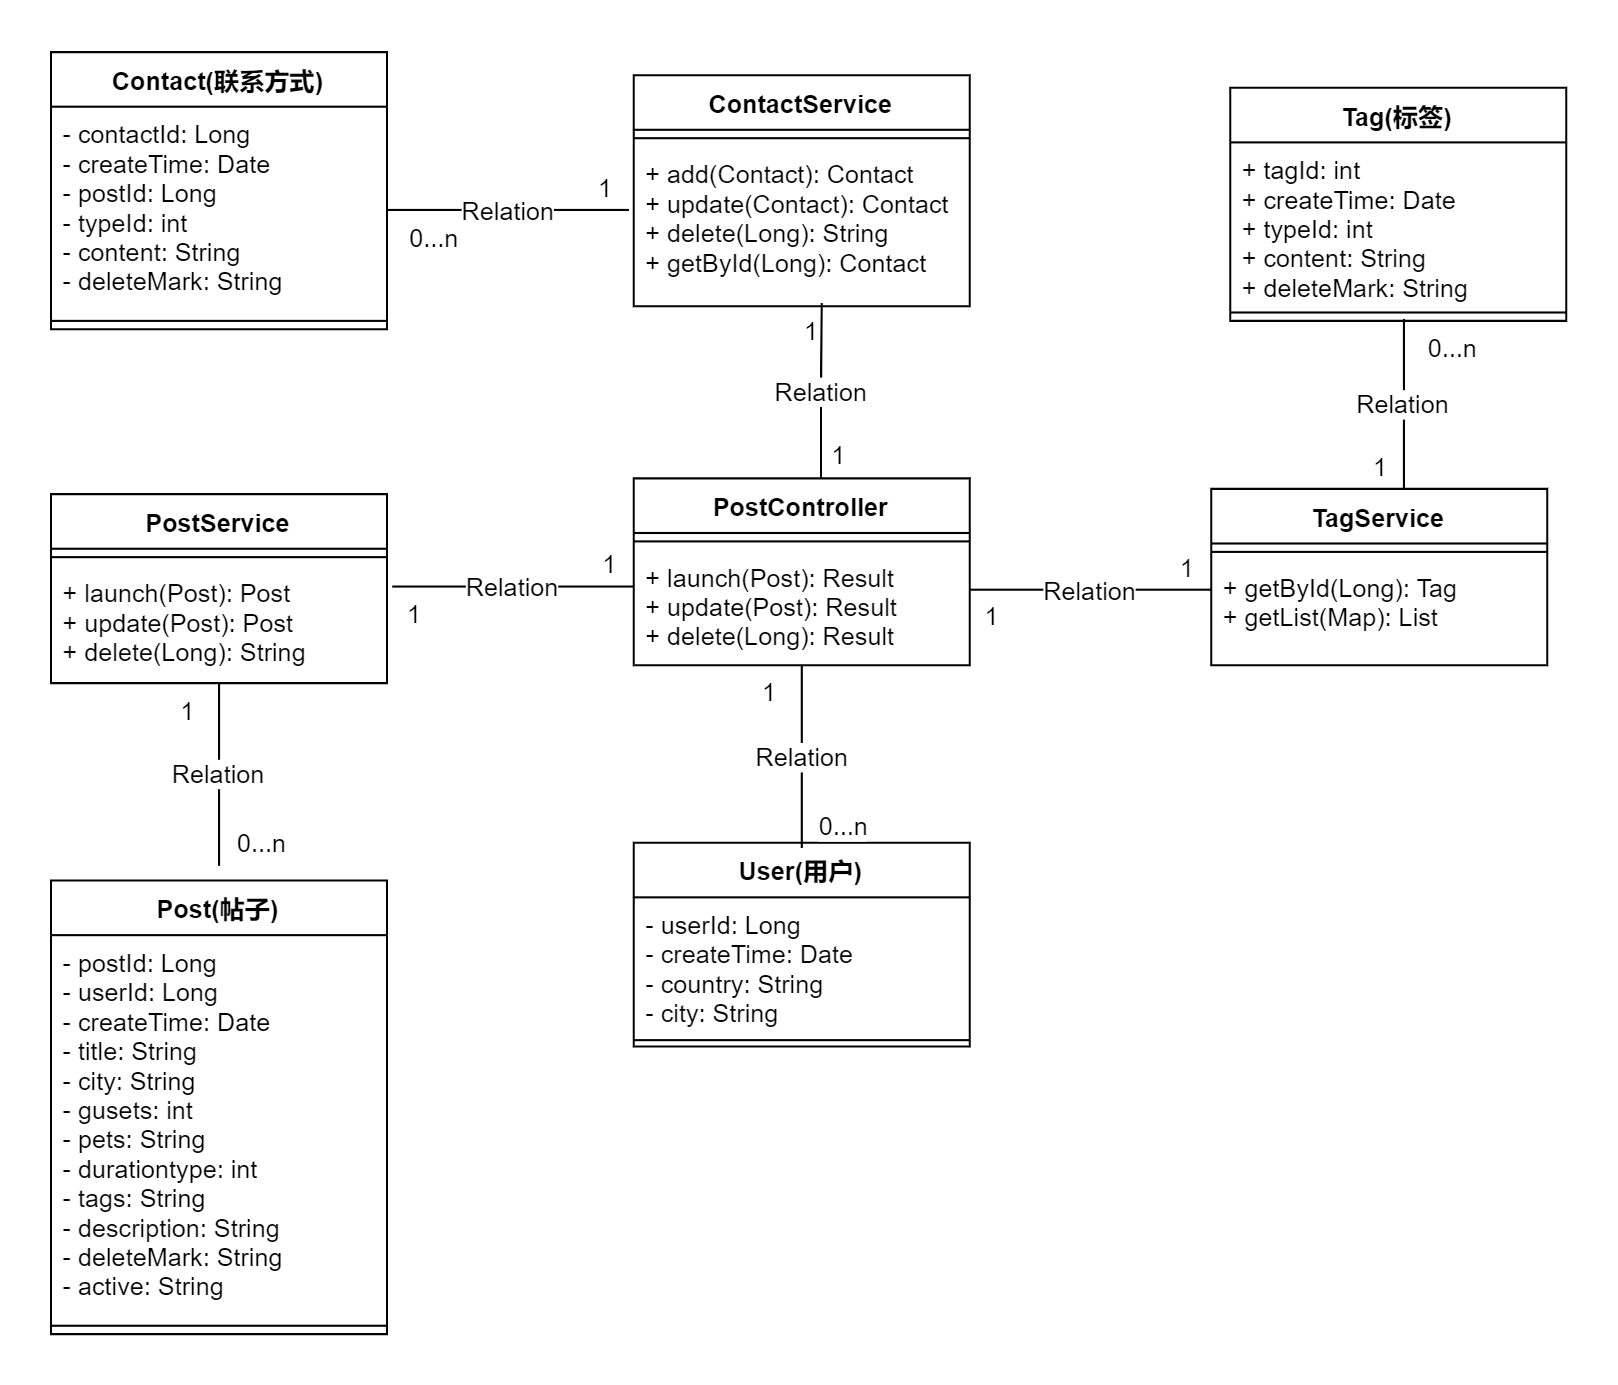 Contact(联系方式)
- contactId: Long
- createTime: Date
- postId: Long
- typeId: int
- content: String
- deleteMark: String
Relation
0...n
1
ContactService
+ add(Contact): Contact
+ update(Contact): Contact
+ delete(Long): String
+ getById(Long): Contact
Tag(标签)
+ tagId: int
+ createTime: Date
+ typeId: int
+ content: String
+ deleteMark: String
1
Relation
1
0...n
Relation
1
PostService
+ launch(Post): Post
+ update(Post): Post
+ delete(Long): String
1
Relation
1
PostController
+ launch(Post): Result
+ update(Post): Result
+ delete(Long): Result
1
Relation
1
TagService
+ getById(Long): Tag
+ getList(Map): List
1
Relation
0...n
1
Relation
0...n
Post(帖子)
- postId: Long
- userId: Long
- createTime: Date
- title: String
- city: String
- gusets: int
- pets: String
- durationtype: int
- tags: String
- description: String
- deleteMark: String
- active: String
User(用户)
- userId: Long
- createTime: Date
- country: String
- city: String